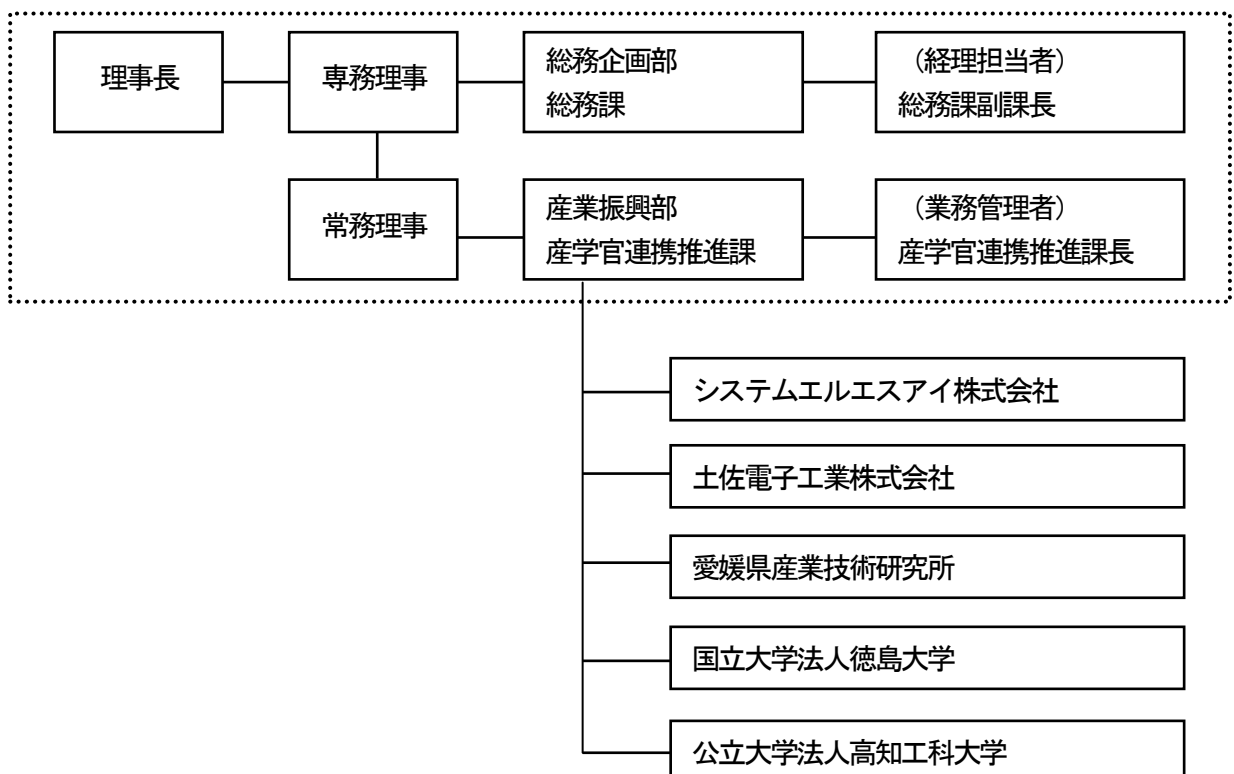 理事長
専務理事
総務企画部
総務課
（経理担当者）
総務課副課長
常務理事
産業振興部
産学官連携推進課
（業務管理者）
産学官連携推進課長
システムエルエスアイ株式会社
土佐電子工業株式会社
愛媛県産業技術研究所
国立大学法人徳島大学
公立大学法人高知工科大学